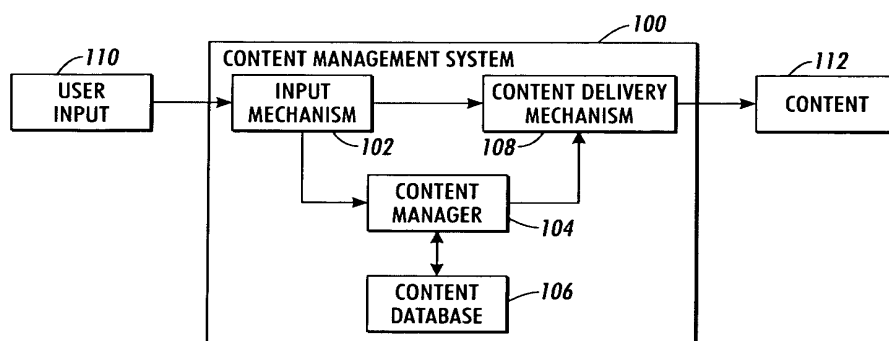 100
110
CONTENT MANAGEMENT SYSTEM
112
USER
INPUT
INPUT
MECHANISM
CONTENT DELIVERY
MECHANISM
CONTENT
102
108
CONTENT
MANAGER
104
CONTENT
DATABASE
106